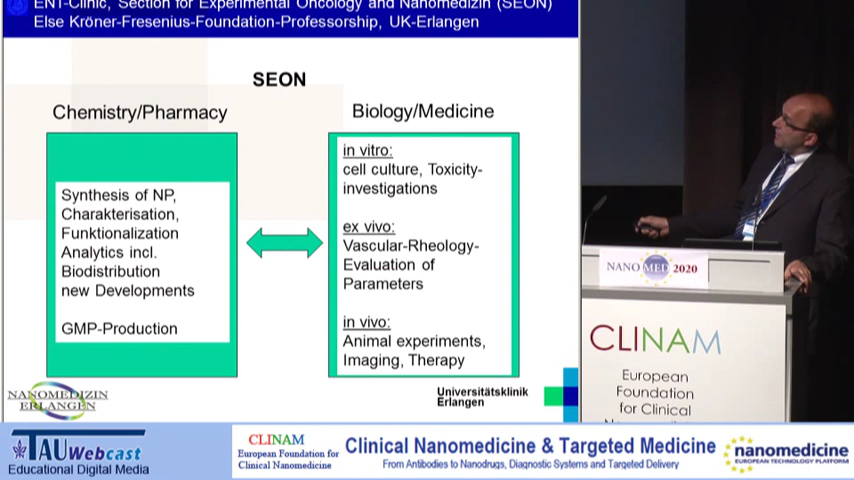 ENT-Clinic, Section for Experimental Oncology and Nanomedizin (SEON)
Else Kröner-Fresenius-Foundation-Professorship, UK-Erlangen
SEON
Chemistry/Pharmacy
Synthesis of NP,
Charakterisation,
Funktionalization
Analytics incl.
Biodistribution
new Developments
GMP-Production
Biology/Medicine
in vitro:
cell culture, Toxicity-
investigations
ex vivo:
Vascular-Rheology-
Evaluation of
Parameters
in vivo:
Animal experiments,
Imaging, Therapy
NANOMEDIZIN
ERLANGEN
Universitätsklinik
Erlangen
NANO MED 2020
CLINAM
European
Foundation
for Clinical
TAU Webcast
Educational Digital Media
CLINAM
European Foundation for
Clinical Nanomedicine
Clinical Nanomedicine & Targeted Medicine
From Antibodies to Nanodrugs, Diagnostic Systems and Targeted Delivery
nanomedicine
EUROPEAN TECHNOLOGY PLATFORM